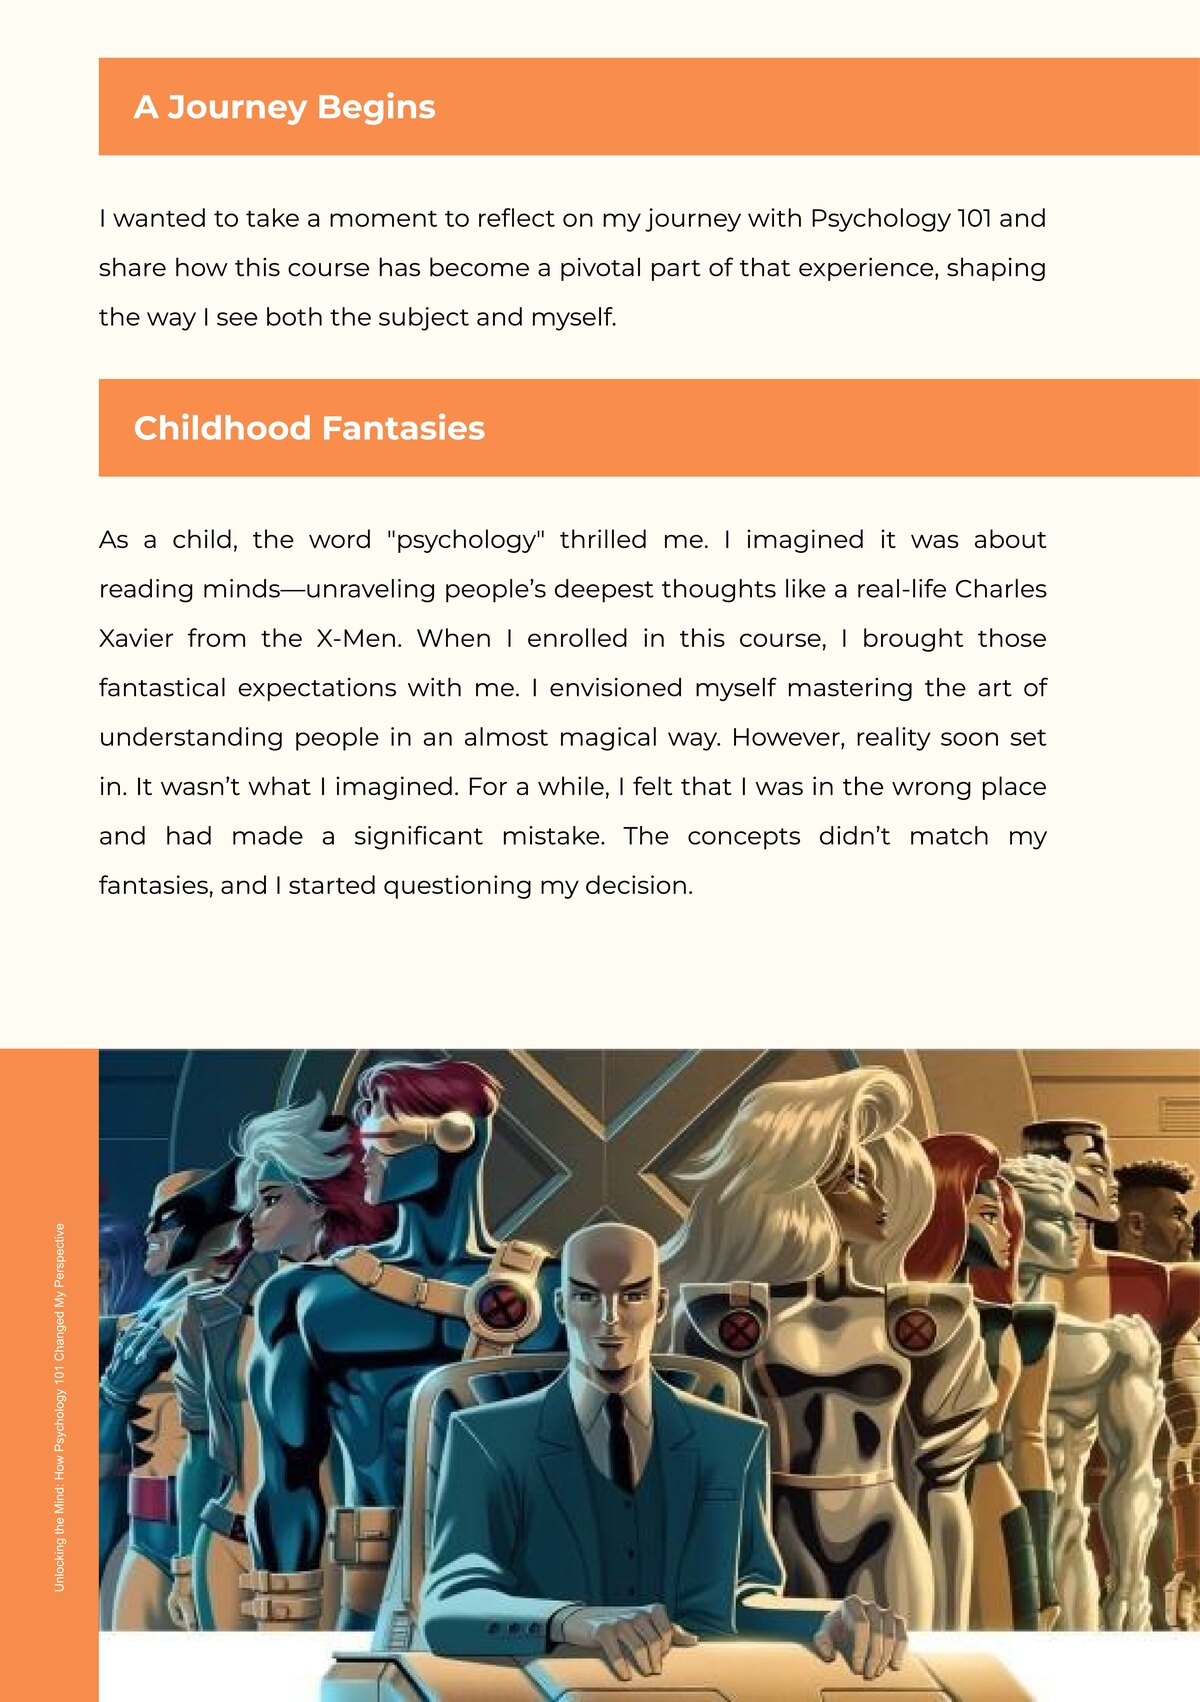 A Journey Begins
I wanted to take a moment to reflect on my journey with Psychology 101 and
share how this course has become a pivotal part of that experience, shaping
the way I see both the subject and myself.
Childhood Fantasies
As a child, the word "psychology" thrilled me. I imagined it was about
reading minds—unraveling people’s deepest thoughts like a real-life Charles
Xavier from the X-Men. When I enrolled in this course, I brought those
fantastical expectations with me. I envisioned myself mastering the art of
understanding people in an almost magical way. However, reality soon set
in. It wasn’t what I imagined. For a while, I felt that I was in the wrong place
and had made a significant mistake. The concepts didn’t match my
fantasies, and I started questioning my decision.
Unlocking the Mind: How Psychology 101 Changed My Perspective